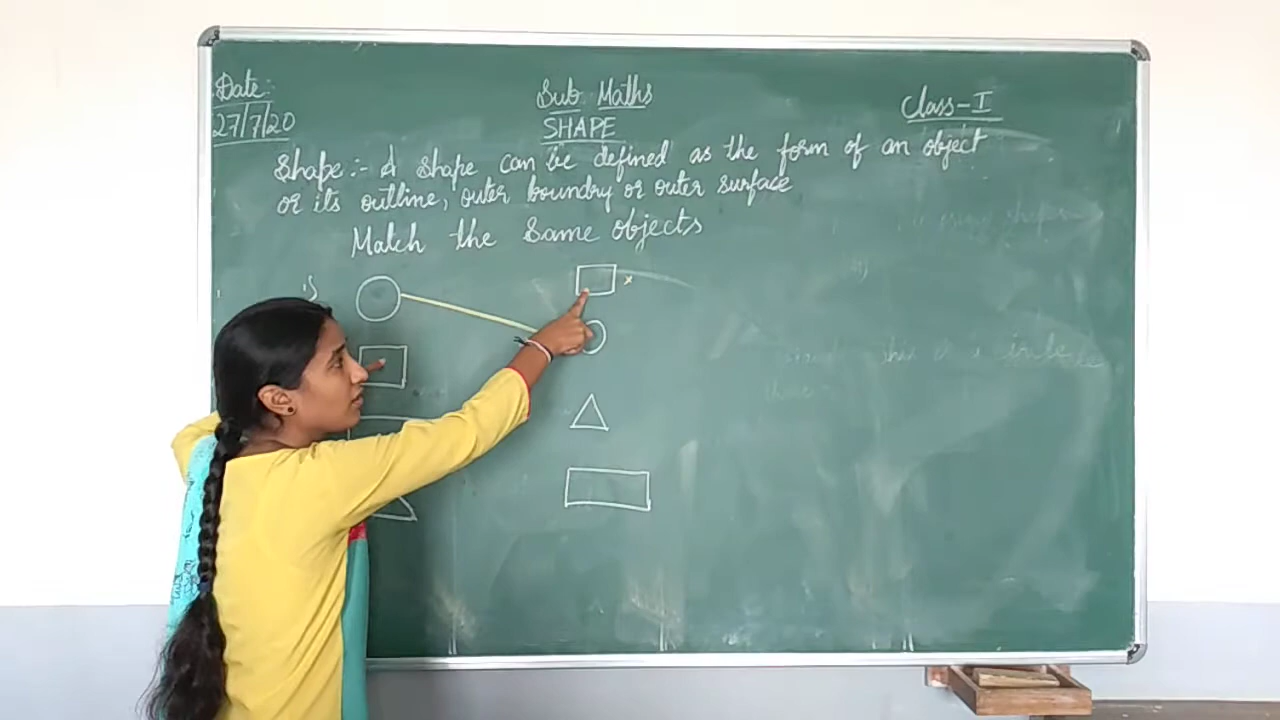 Date:
27/7/20
Sub Maths
SHAPE
Class-I
Shape:- A shape can be defined as the form of an object
or its outline, outer boundry or outer surface
Match the Same objects